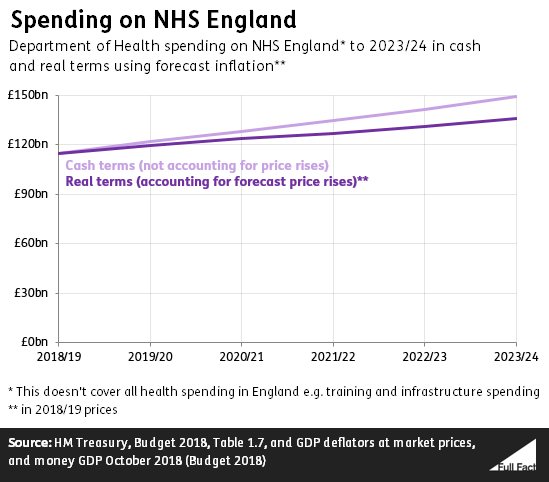 Spending on NHS England
Department of Health spending on NHS England* to 2023/24 in cash
and real terms using forecast inflation**
£150bn
£120bn
£90bn
£60bn
£30bn
£0bn
Cash terms (not accounting for price rises)
Real terms (accounting for forecast price rises)**
2018/19 2019/20 2020/21 2021/22 2022/23 2023/24
* This doesn't cover all health spending in England e.g. training and infrastructure spending
** in 2018/19 prices
Source: HM Treasury, Budget 2018, Table 1.7, and GDP deflators at market prices,
and money GDP October 2018 (Budget 2018)
Full Fact